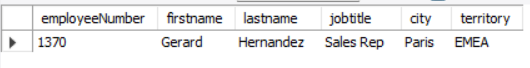 employeeNumber firstname lastname jobtitle city territory
1370 Gerard Hernandez Sales Rep Paris EMEA